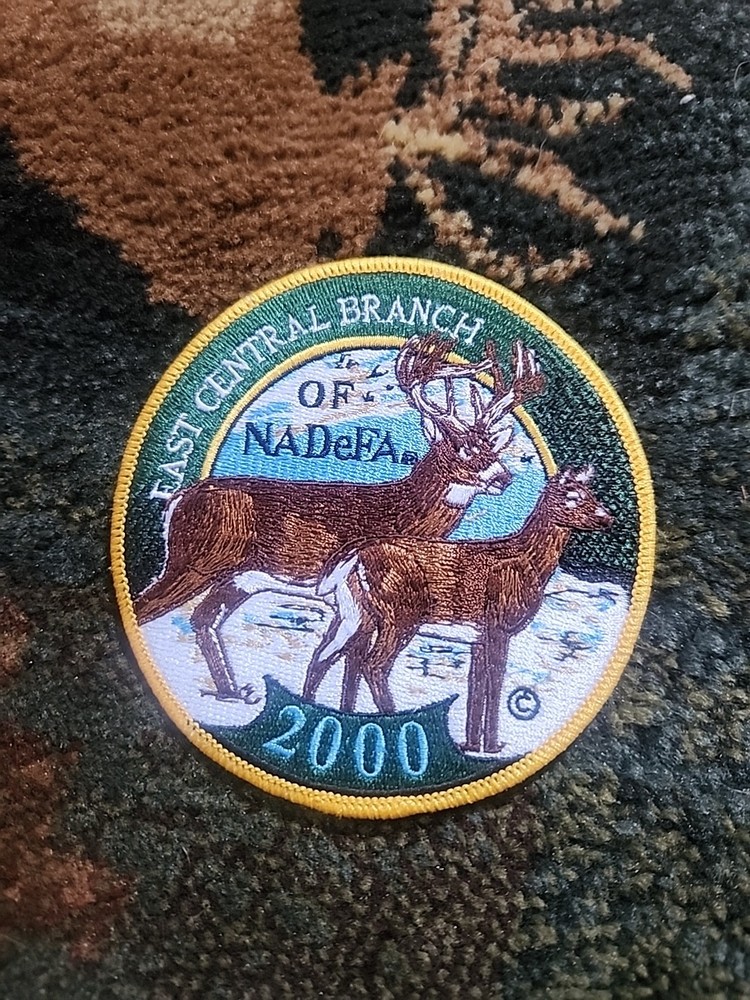 EAST CENTRAL BRANCH
OF
NADeFA
©
2000